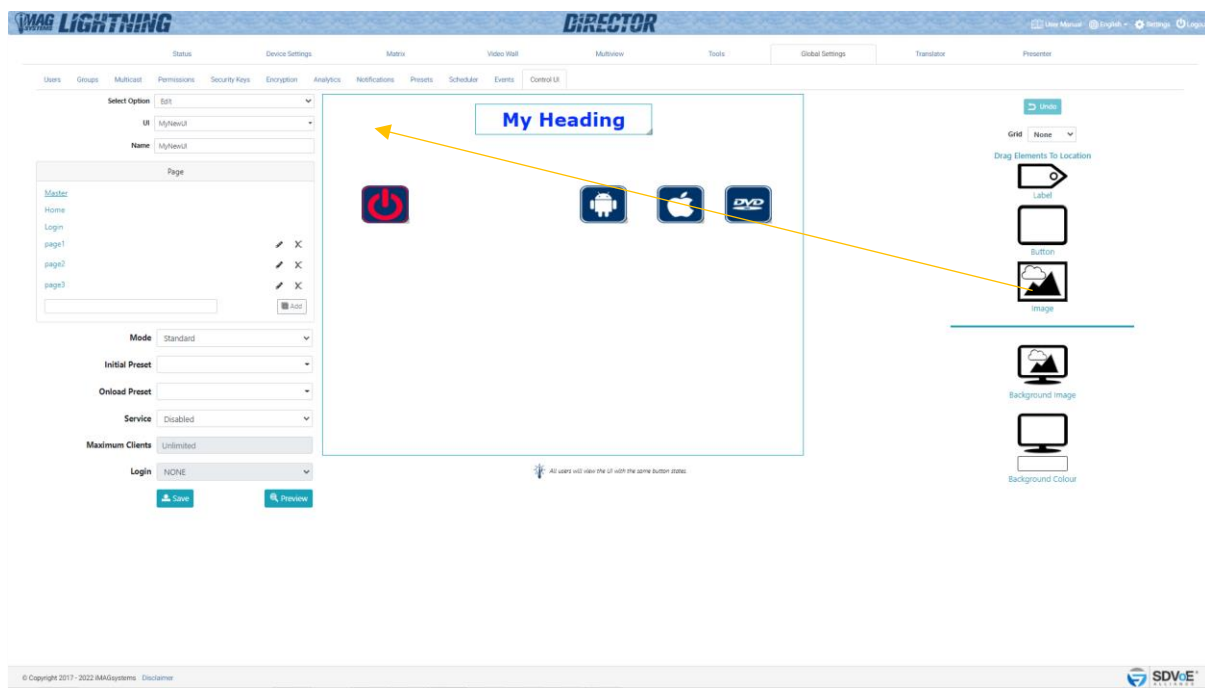 iMAG SYSTEMS LIGHTNING
DIRECTOR
User Manual English Settings Logout
Status Device Settings Matrix Video Wall Multiview Tools Global Settings Translator Presenter
Users Groups Multicast Permissions Security Keys Encryption Analytics Notifications Presets Scheduler Events Control UI
Select Option Edit
UI MyNewUI
Name MyNewUI
Page
Master
Home
Login
page1
page2
page3
Add
Mode Standard
Initial Preset
Onload Preset
Service Disabled
Maximum Clients Unlimited
Login NONE
Save Preview
My Heading
DVD
All users will view the UI with the same button states.
Undo
Grid None
Drag Elements To Location
Label
Button
Image
Background Image
Background Colour
© Copyright 2017 - 2022 iMAGsystems Disclaimer
SDVoE
ALLIANCE